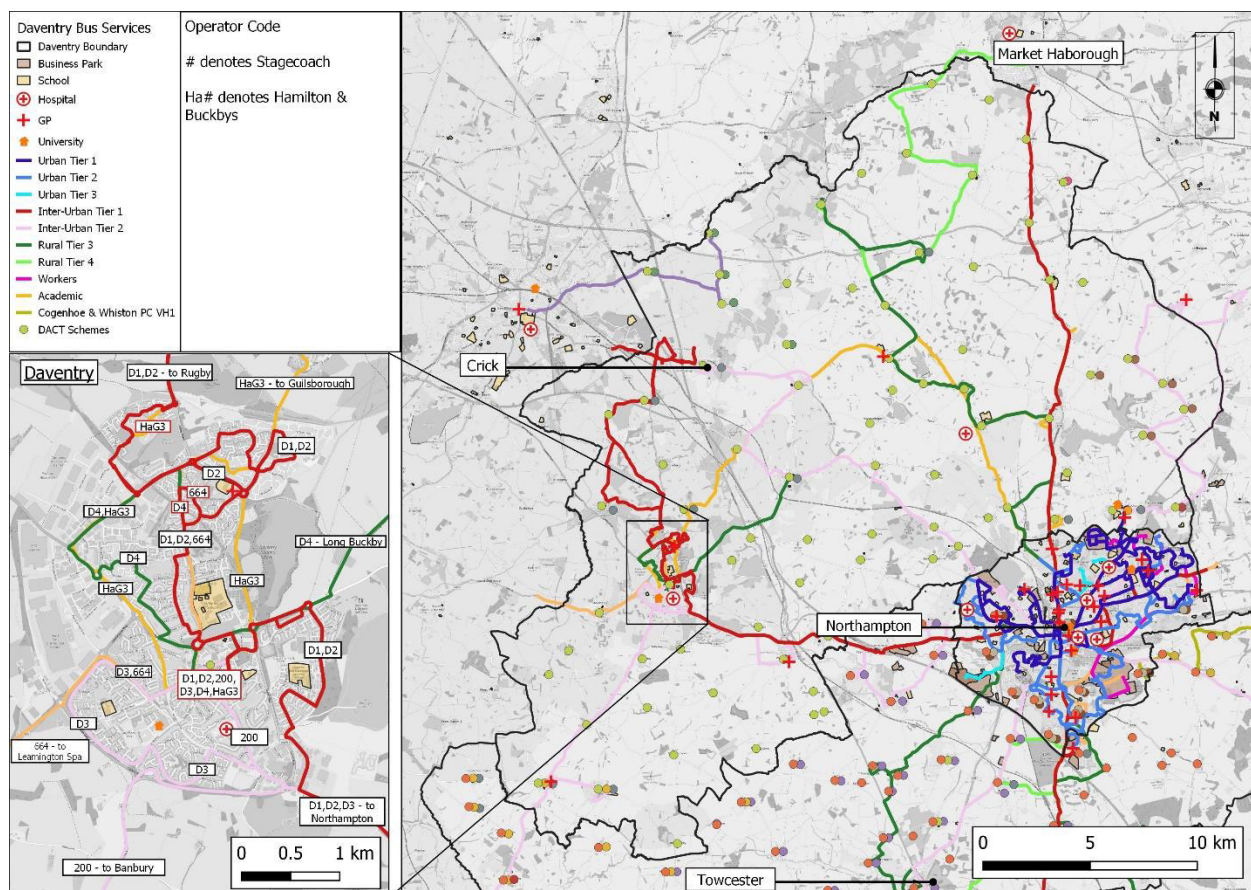 Daventry Bus Services
Daventry Boundary
Business Park
School
Hospital
GP
University
Urban Tier 1
Urban Tier 2
Urban Tier 3
Inter-Urban Tier 1
Inter-Urban Tier 2
Rural Tier 3
Rural Tier 4
Workers
Academic
Cogenhoe & Whiston PC VH1
DACT Schemes
Operator Code
# denotes Stagecoach
Ha# denotes Hamilton &
Buckbys
Market Haborough
N
Crick
Northampton
Towcester
0 5 10 km
Daventry
D1,D2 - to Rugby
HaG3 - to Guilsborough
HaG3
D1,D2
D2
664
D4
D4,HaG3
D1,D2,664
D4 - Long Buckby
D4
HaG3
HaG3
D1,D2
D3,664
D1,D2,200,
D3,D4,HaG3
D3
200
664 - to
Leamington Spa
D3
D1,D2,D3 - to
Northampton
0 0.5 1 km
200 - to Banbury